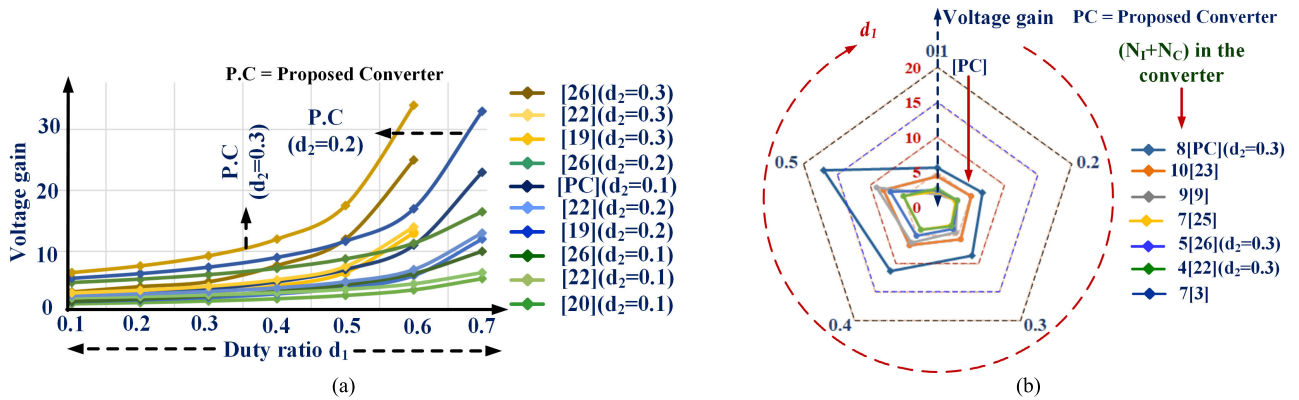 P.C = Proposed Converter
Voltage gain
30
20
10
0
P.C
(d2=0.3)
P.C
(d2=0.2)
0.1 0.2 0.3 0.4 0.5 0.6 0.7
Duty ratio d1
[26](d2=0.3)
[22](d2=0.3)
[19](d2=0.3)
[26](d2=0.2)
[PC](d2=0.1)
[22](d2=0.2)
[19](d2=0.2)
[26](d2=0.1)
[22](d2=0.1)
[20](d2=0.1)
(a)
Voltage gain
PC = Proposed Converter
d1
0.1
[PC]
(NI+NC) in the
converter
20
15
10
5
0
0.5
0.2
0.4
0.3
8[PC](d2=0.3)
10[23]
9[9]
7[25]
5[26](d2=0.3)
4[22](d2=0.3)
7[3]
(b)